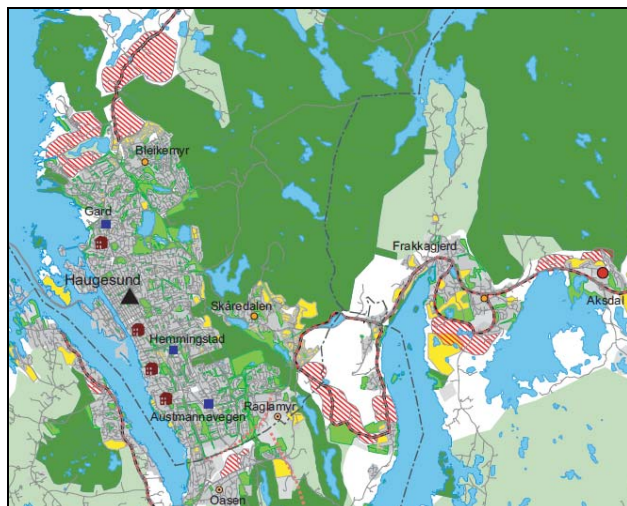 Bleikemyr
Gard
Frakkagjerd
Haugesund
Skåredalen
Aksdal
Hemmingstad
Austmannavegen
Raglamyr
Oasen